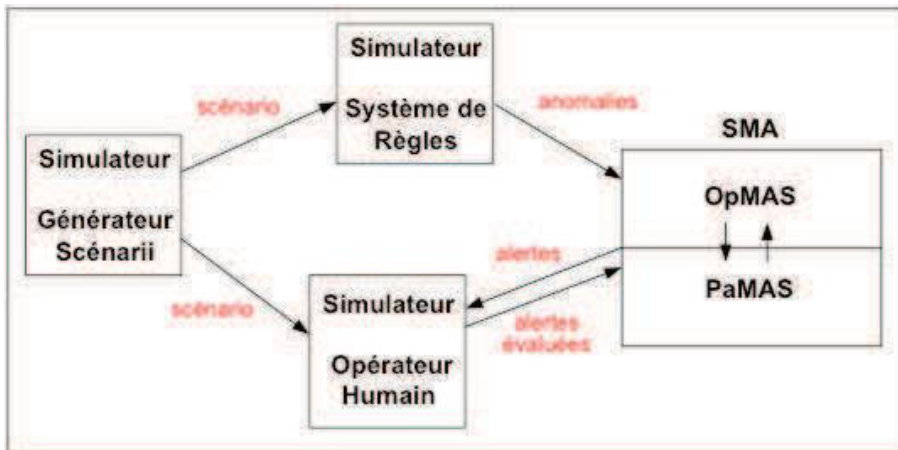 Simulateur
Système de
Règles
scénario
anomalies
SMA
Simulateur
Générateur
Scénarii
OpMAS
PaMAS
alertes
scénario
Simulateur
Opérateur
Humain
alertes
évaluées